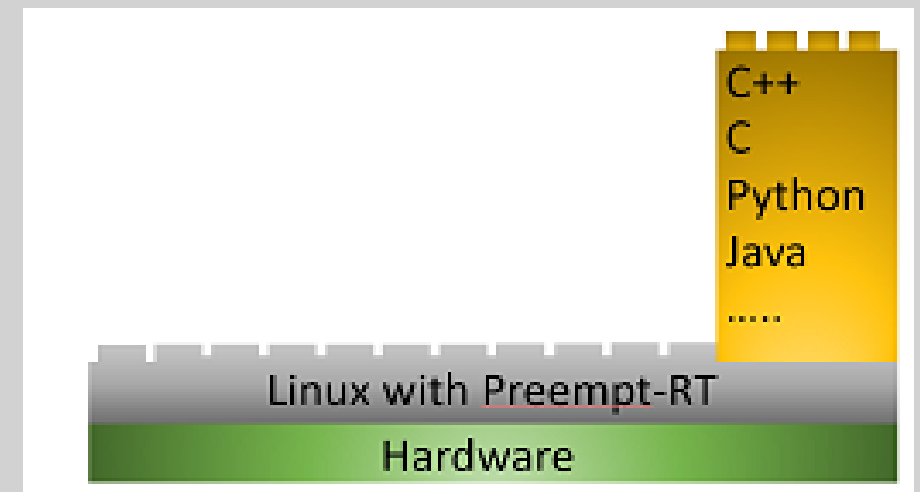 C++
C
Python
Java
.....
Linux with Preempt-RT
Hardware